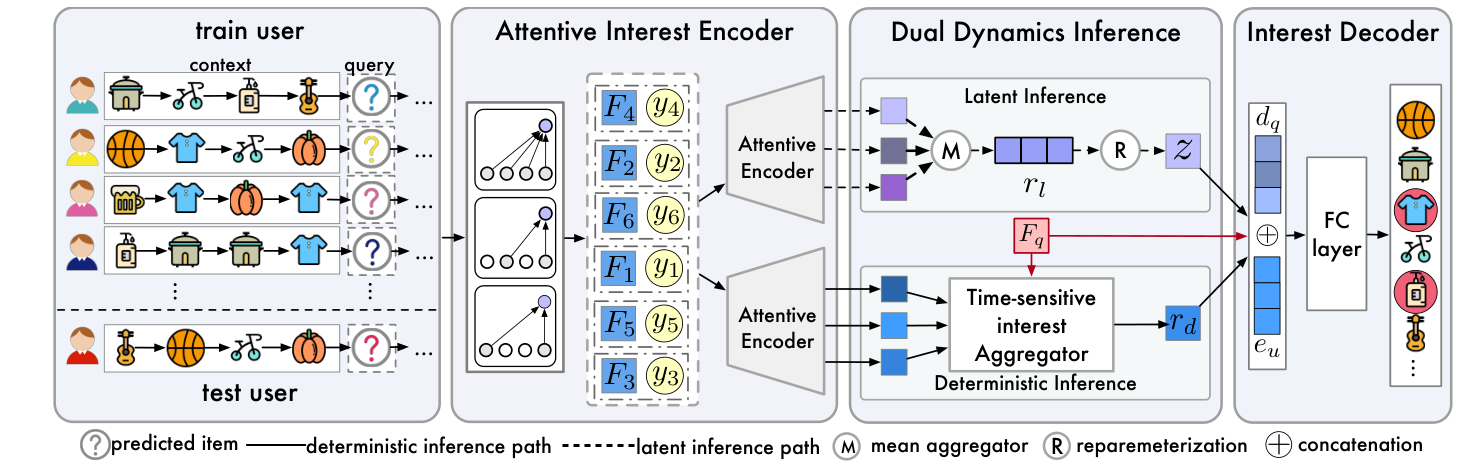 train user
context
query
?
...
?
...
?
...
?
...
⋮
⋮
?
...
test user
Attentive Interest Encoder
F4 y4
F2 y2
F6 y6
F1 y1
F5 y5
F3 y3
Attentive
Encoder
Attentive
Encoder
Dual Dynamics Inference
Latent Inference
M
R
z
r_l
F_q
Time-sensitive
interest
Aggregator
r_d
Deterministic Inference
Interest Decoder
d_q
⊕
e_u
FC
layer
⋮
? predicted item
deterministic inference path
latent inference path
M mean aggregator
R reparemeterization
⊕ concatenation